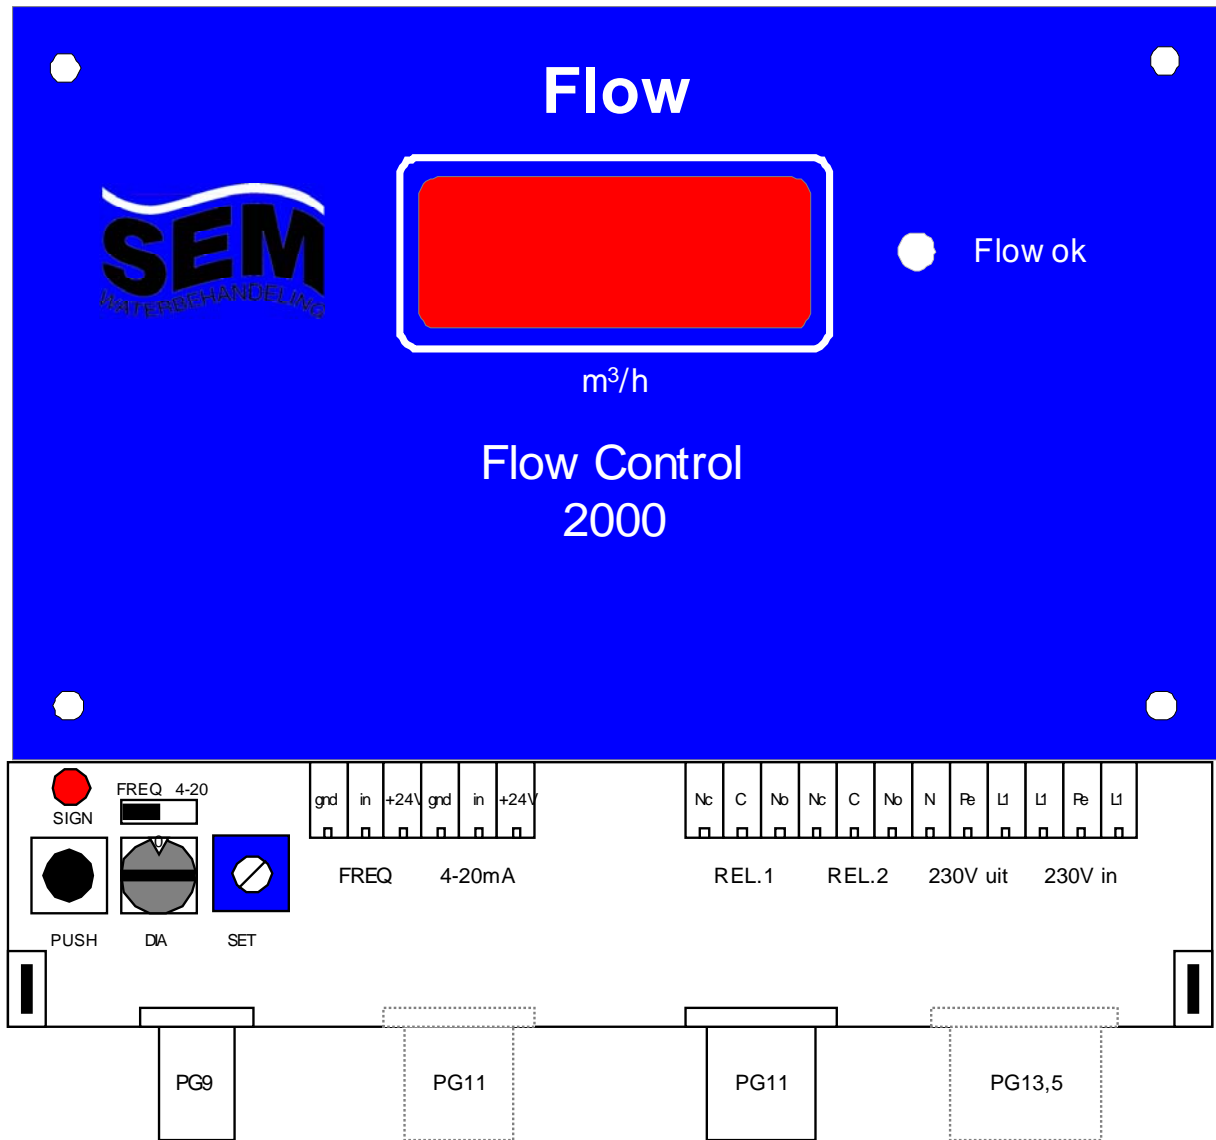 Flow
SEM
WATERBEHANDELING
Flow ok
m³/h
Flow Control
2000
SIGN
FREQ 4-20
0
PUSH
DIA
SET
gnd in +24V gnd in +24V
FREQ 4-20mA
Nc C No Nc C No N Pe L1 L1 Pe L1
REL.1 REL.2 230V uit 230V in
PG9
PG11
PG11
PG13,5